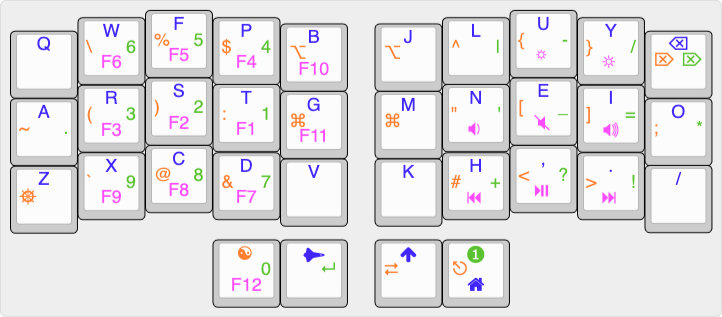 Q
W
\ 6
F6
F
% 5
F5
P
$ 4
F4
B
⌥
F10
J
⌥
L
^ |
U
{ -
Y
} /
A
~ .
R
( 3
F3
S
) 2
F2
T
: 1
F1
G
⌘
F11
M
⌘
N
" '
E
[ _
I
] =
O
; *
Z
X
` 9
F9
C
@ 8
F8
D
& 7
F7
V
K
H
# +
,
< ?
.
> !
/
0
F12
1